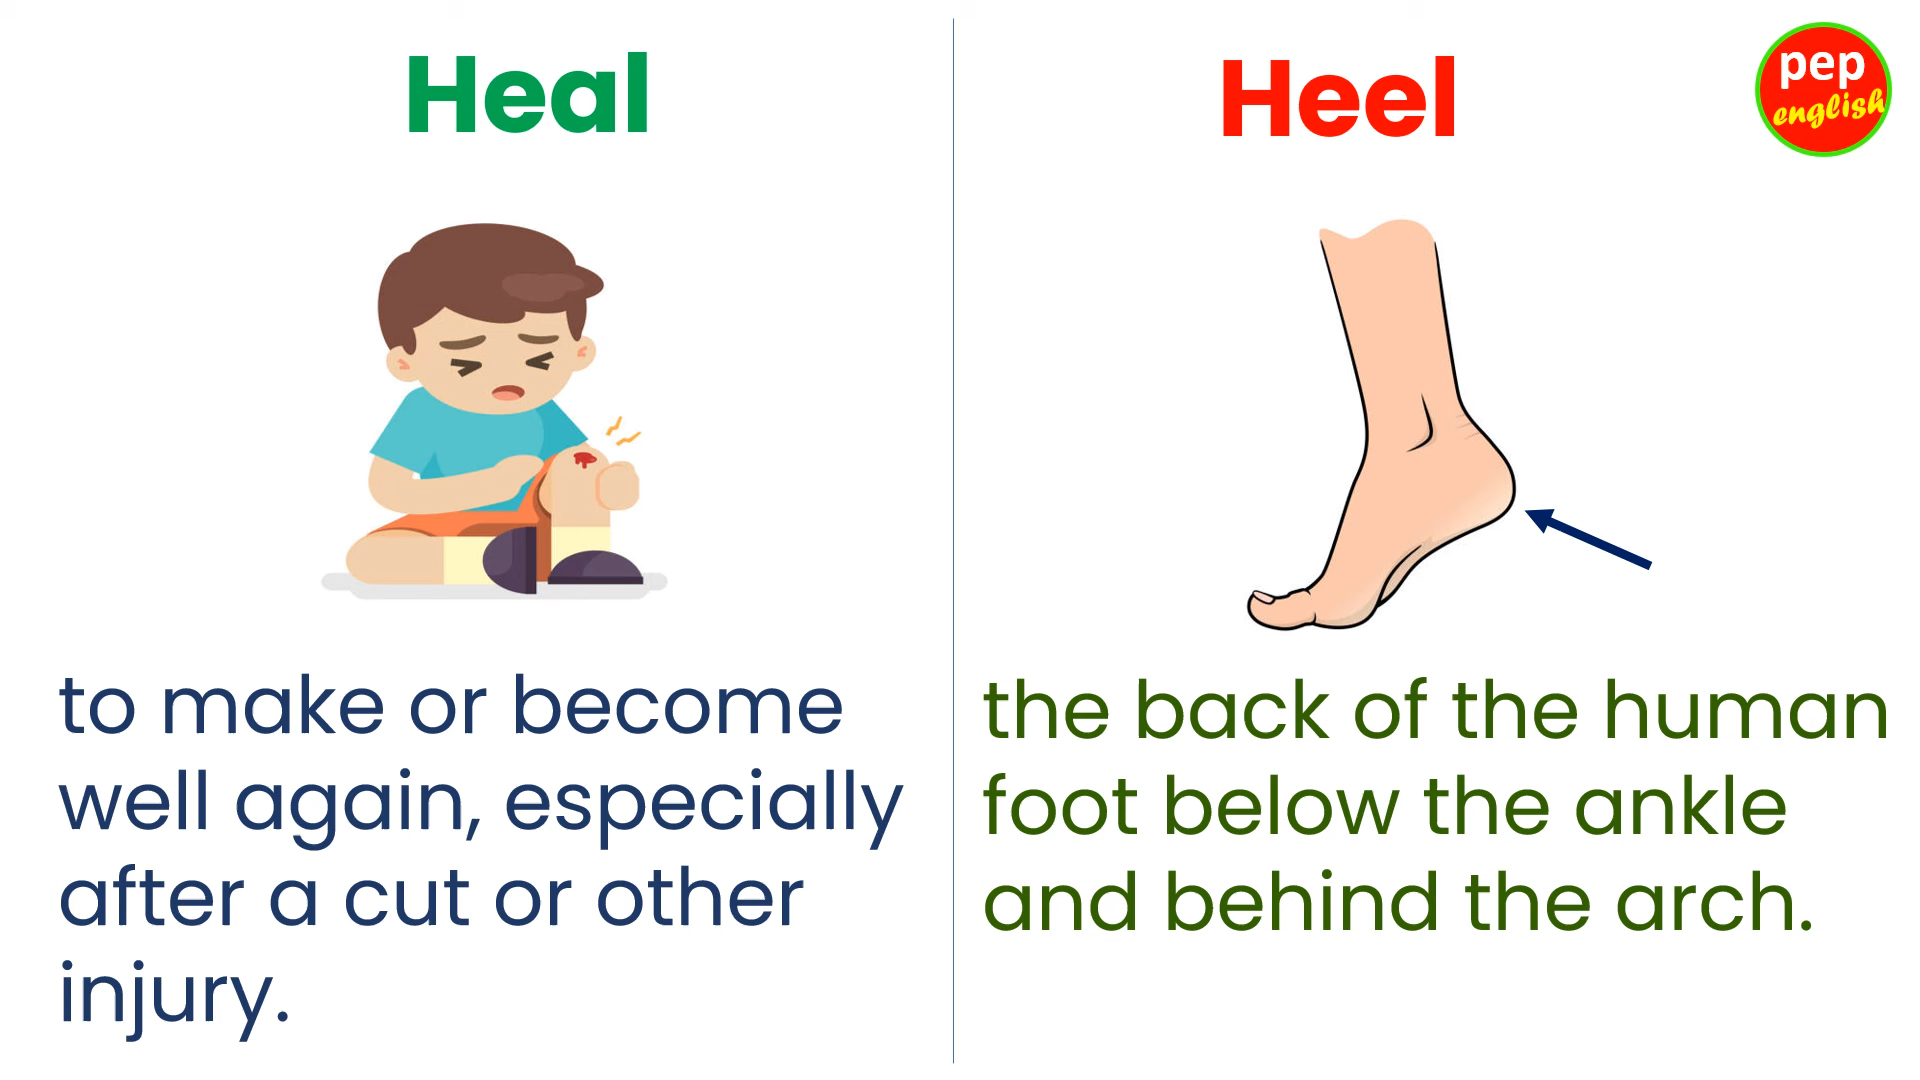 Heal
to make or become
well again, especially
after a cut or other
injury.
Heel
the back of the human
foot below the ankle
and behind the arch.
pep
english